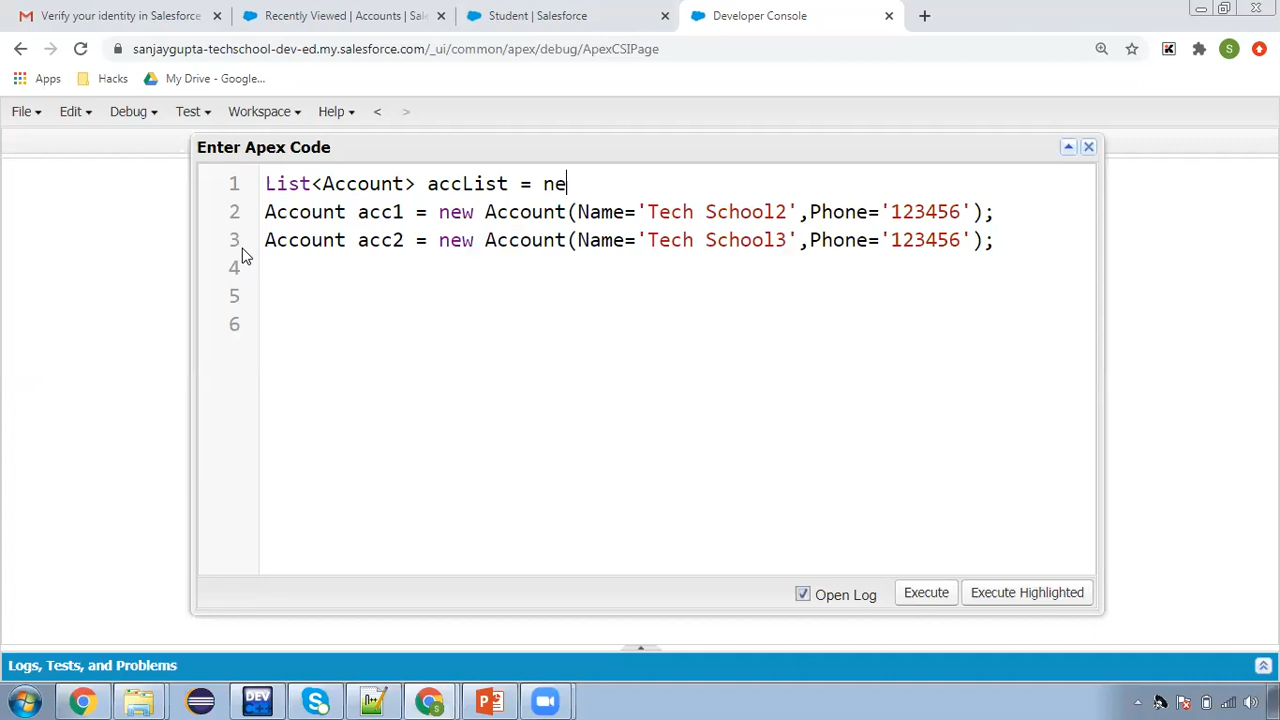 Verify your identity in Salesforce
Recently Viewed | Accounts | Sal
Student | Salesforce
Developer Console
sanjaygupta-techschool-dev-ed.my.salesforce.com/_ui/common/apex/debug/ApexCSIPage
S
Apps
Hacks
My Drive - Google...
File
Edit
Debug
Test
Workspace
Help
<
>
Enter Apex Code
1 List<Account> accList = ne
2 Account acc1 = new Account(Name='Tech School2',Phone='123456');
3 Account acc2 = new Account(Name='Tech School3',Phone='123456');
4
5
6
Open Log
Execute
Execute Highlighted
Logs, Tests, and Problems
DEV
C++